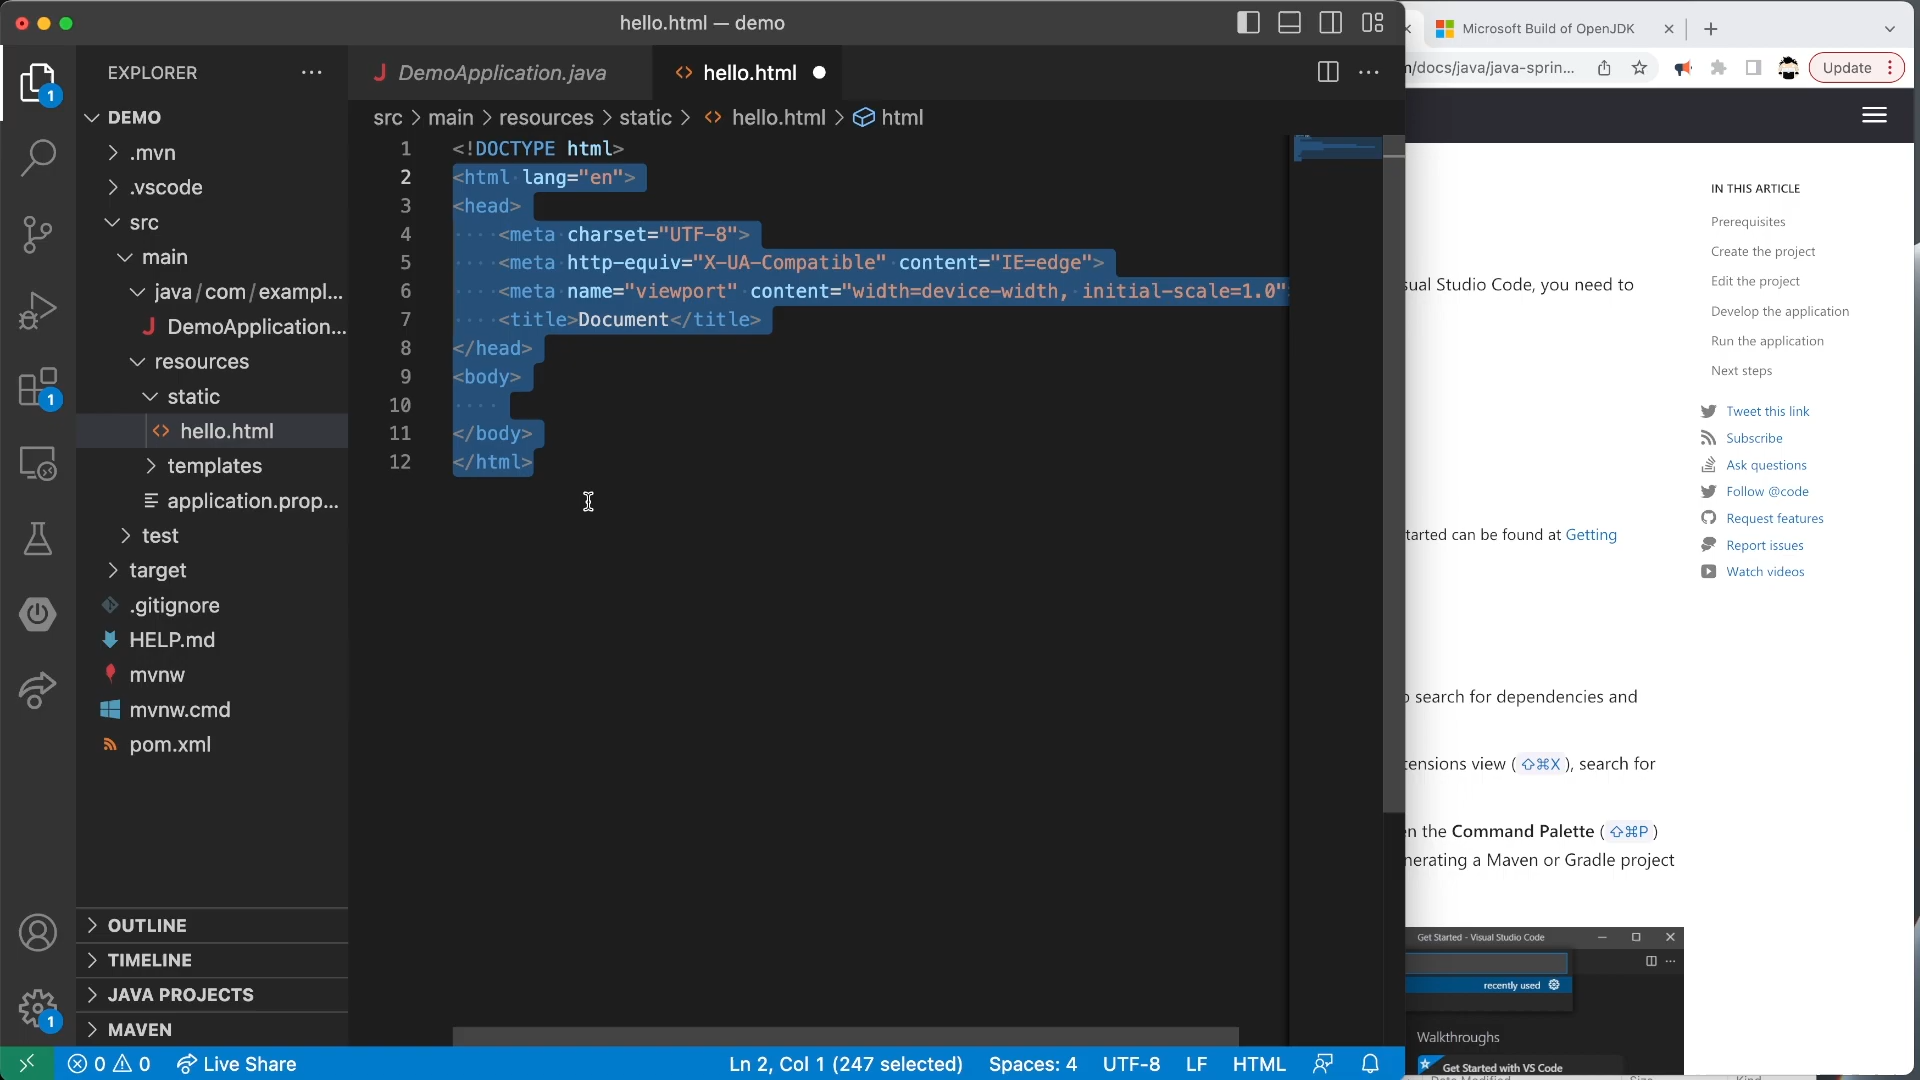 hello.html — demo
EXPLORER
DEMO
.mvn
.vscode
src
main
java/com/exampl...
DemoApplication...
resources
static
hello.html
templates
application.prop...
test
target
.gitignore
HELP.md
mvnw
mvnw.cmd
pom.xml
OUTLINE
TIMELINE
JAVA PROJECTS
MAVEN
1
1
1
DemoApplication.java
hello.html
src > main > resources > static > hello.html > html
1 <!DOCTYPE html>
2 <html lang="en">
3 <head>
4 <meta charset="UTF-8">
5 <meta http-equiv="X-UA-Compatible" content="IE=edge">
6 <meta name="viewport" content="width=device-width, initial-scale=1.0"
7 <title>Document</title>
8 </head>
9 <body>
10
11 </body>
12 </html>
0 0 Live Share Ln 2, Col 1 (247 selected) Spaces: 4 UTF-8 LF HTML
Microsoft Build of OpenJDK
/docs/java/java-sprin...
Update
sual Studio Code, you need to
tarted can be found at Getting
search for dependencies and
tensions view (⇧⌘X), search for
n the Command Palette (⇧⌘P)
nerating a Maven or Gradle project
IN THIS ARTICLE
Prerequisites
Create the project
Edit the project
Develop the application
Run the application
Next steps
Tweet this link
Subscribe
Ask questions
Follow @code
Request features
Report issues
Watch videos
Get Started - Visual Studio Code
recently used
Walkthroughs
Get Started with VS Code